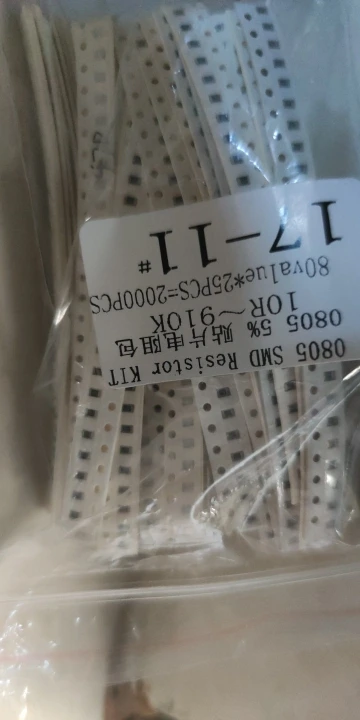 0805 SMD Resistor KIT
0805 5% 贴片电阻包
10R～910K
80value*25PCS=2000PCS
17-11#